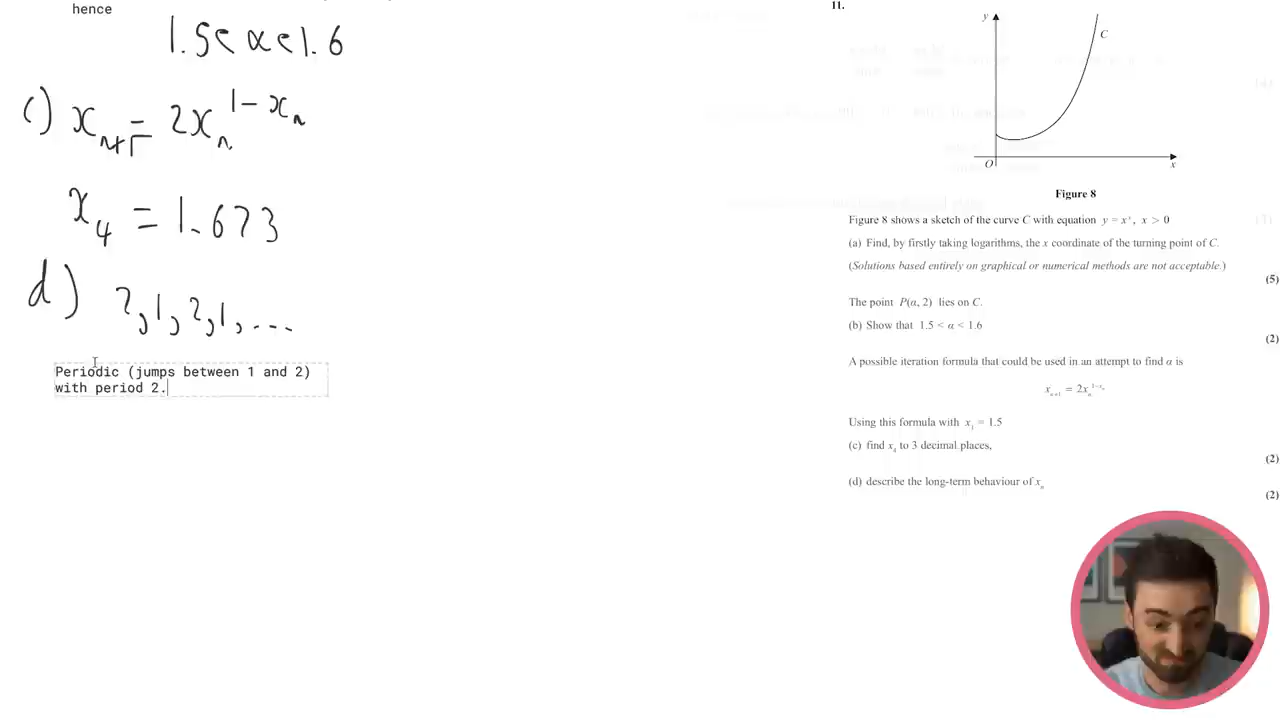 hence
1.5 < α < 1.6
c) xₙ₊₁ = 2xₙ^(1-xₙ)
x₄ = 1.673
d) 2, 1, 2, 1, ...
Periodic (jumps between 1 and 2)
with period 2.
11.
y
C
O
x
Figure 8
Figure 8 shows a sketch of the curve C with equation y = xˣ, x > 0
(a) Find, by firstly taking logarithms, the x coordinate of the turning point of C.
(Solutions based entirely on graphical or numerical methods are not acceptable.)
(5)
The point P(α, 2) lies on C.
(b) Show that 1.5 < α < 1.6
(2)
A possible iteration formula that could be used in an attempt to find α is
xₙ₊₁ = 2xₙ^(1-xₙ)
Using this formula with x₁ = 1.5
(c) find x₄ to 3 decimal places,
(2)
(d) describe the long-term behaviour of xₙ
(2)